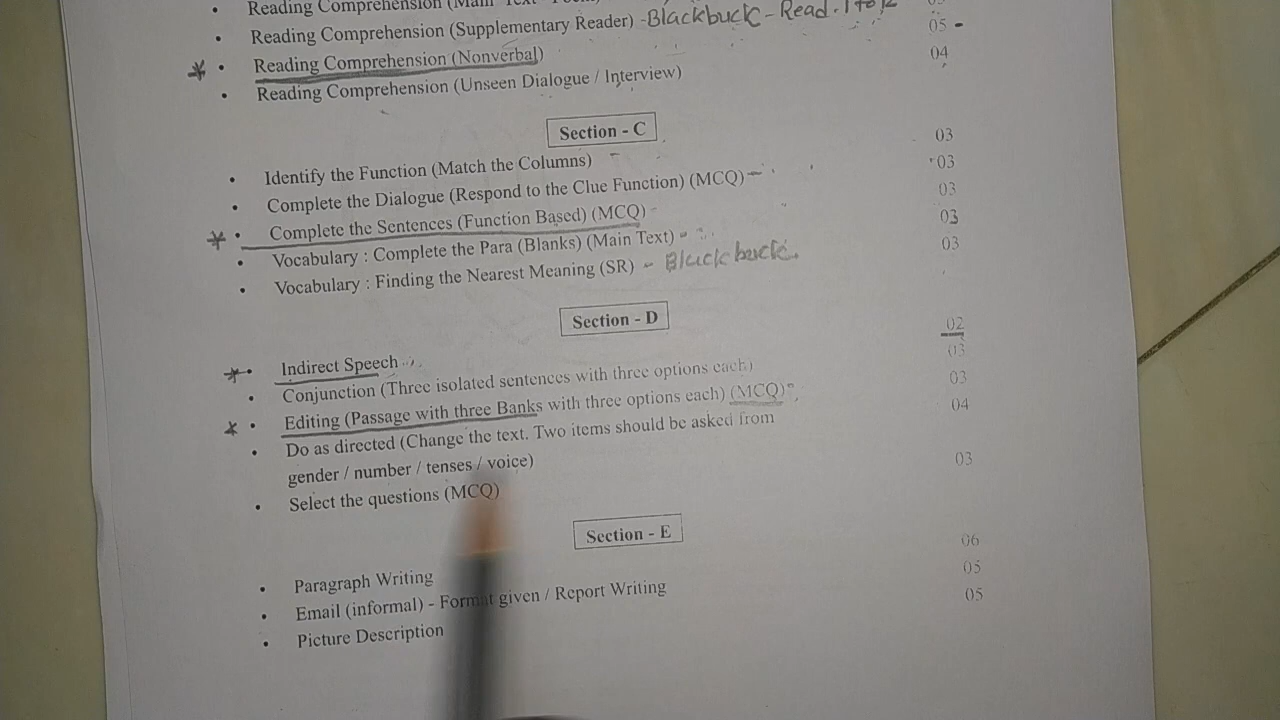 • Reading Comprehension (Main Text
• Reading Comprehension (Supplementary Reader) - Blackbuck - Read. 1 to
05 -
* • Reading Comprehension (Nonverbal)
04
• Reading Comprehension (Unseen Dialogue / Interview)
Section - C
• Identify the Function (Match the Columns) 03
• Complete the Dialogue (Respond to the Clue Function) (MCQ) 03
* • Complete the Sentences (Function Based) (MCQ) 03
• Vocabulary : Complete the Para (Blanks) (Main Text) 03
• Vocabulary : Finding the Nearest Meaning (SR) - Blackbuck. 03
Section - D
* • Indirect Speech 02
• Conjunction (Three isolated sentences with three options each) 03
* • Editing (Passage with three Banks with three options each) (MCQ) 03
• Do as directed (Change the text. Two items should be asked from 04
gender / number / tenses / voice)
• Select the questions (MCQ) 03
Section - E
• Paragraph Writing 06
• Email (informal) - Format given / Report Writing 05
• Picture Description 05